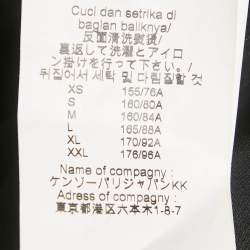 Cuci dan setrika di
bagian baliknya/
反面清洗熨烫/
裏返して洗濯とアイロ
ン掛けを行って下さい。/
뒤집어서 세탁 및 다림질할 것
XS 155/76A
S 160/80A
M 160/84A
L 165/88A
XL 170/92A
XXL 176/96A
Name of compagny :
ケンゾーパリジャパンKK
Adress of compagny :
東京都港区六本木1-8-7